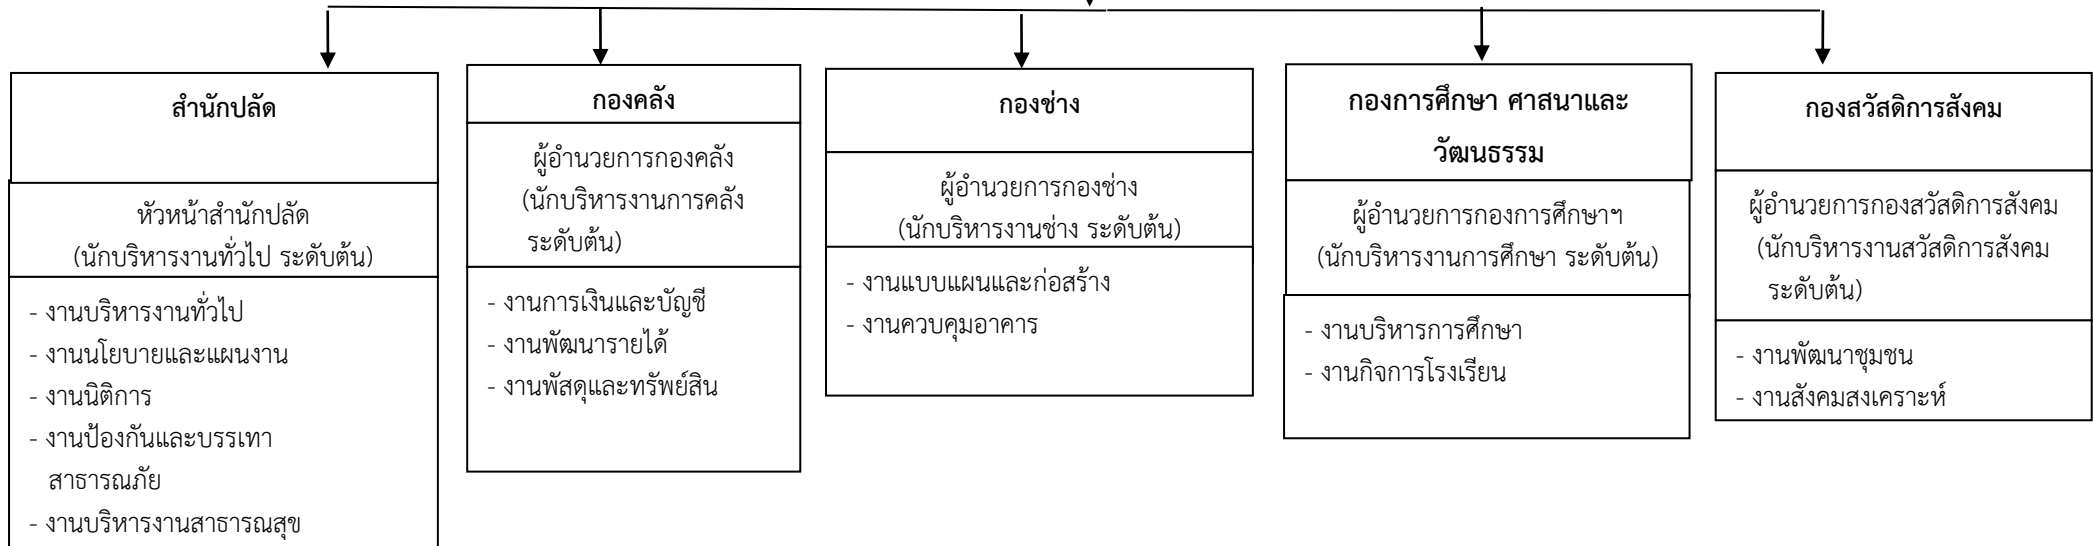 สำนักปลัด
หัวหน้าสำนักปลัด
(นักบริหารงานทั่วไป ระดับต้น)
- งานบริหารงานทั่วไป
- งานนโยบายและแผนงาน
- งานนิติการ
- งานป้องกันและบรรเทา
สาธารณภัย
- งานบริหารงานสาธารณสุข
กองคลัง
ผู้อำนวยการกองคลัง
(นักบริหารงานการคลัง
ระดับต้น)
- งานการเงินและบัญชี
- งานพัฒนารายได้
- งานพัสดุและทรัพย์สิน
กองช่าง
ผู้อำนวยการกองช่าง
(นักบริหารงานช่าง ระดับต้น)
- งานแบบแผนและก่อสร้าง
- งานควบคุมอาคาร
กองการศึกษา ศาสนาและ
วัฒนธรรม
ผู้อำนวยการกองการศึกษาฯ
(นักบริหารงานการศึกษา ระดับต้น)
- งานบริหารการศึกษา
- งานกิจการโรงเรียน
กองสวัสดิการสังคม
ผู้อำนวยการกองสวัสดิการสังคม
(นักบริหารงานสวัสดิการสังคม
ระดับต้น)
- งานพัฒนาชุมชน
- งานสังคมสงเคราะห์